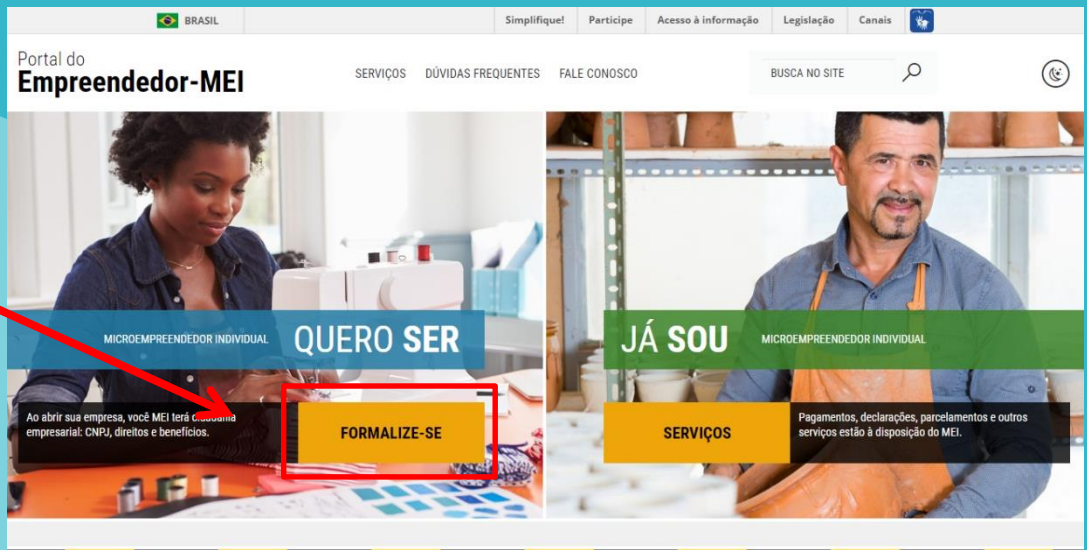 BRASIL Simplifique! Participe Acesso à informação Legislação Canais
Portal do
Empreendedor-MEI
SERVIÇOS DÚVIDAS FREQUENTES FALE CONOSCO BUSCA NO SITE
MICROEMPREENDEDOR INDIVIDUAL QUERO SER
JÁ SOU MICROEMPREENDEDOR INDIVIDUAL
Ao abrir sua empresa, você MEI terá cidadania
empresarial: CNPJ, direitos e benefícios.
FORMALIZE-SE
SERVIÇOS
Pagamentos, declarações, parcelamentos e outros
serviços estão à disposição do MEI.